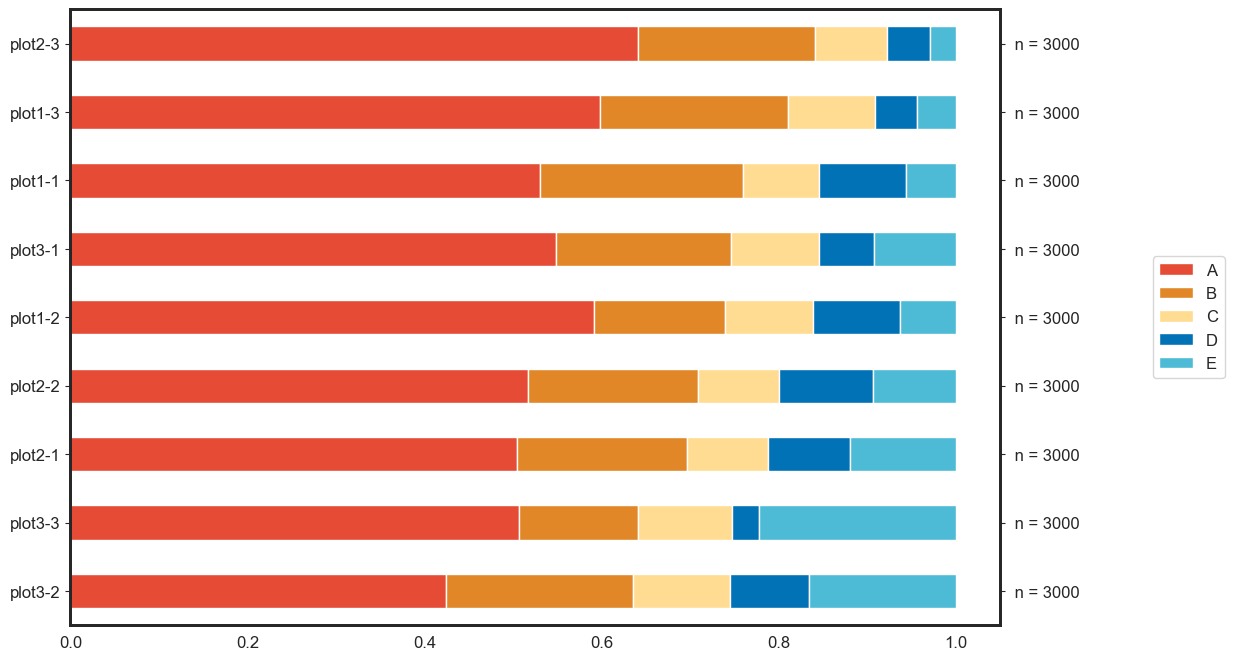 plot2-3 n = 3000
plot1-3 n = 3000
plot1-1 n = 3000
plot3-1 n = 3000
plot1-2 n = 3000
plot2-2 n = 3000
plot2-1 n = 3000
plot3-3 n = 3000
plot3-2 n = 3000
0.0 0.2 0.4 0.6 0.8 1.0
A
B
C
D
E